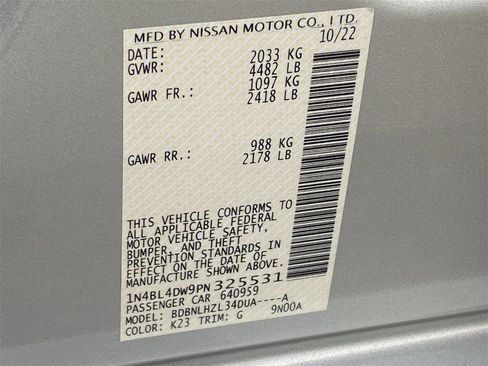 MFD BY NISSAN MOTOR CO., LTD.
DATE: 10/22
GVWR: 2033 KG
4482 LB
GAWR FR.: 1097 KG
2418 LB
GAWR RR.: 988 KG
2178 LB
THIS VEHICLE CONFORMS TO
ALL APPLICABLE FEDERAL
MOTOR VEHICLE SAFETY,
BUMPER, AND THEFT
PREVENTION STANDARDS IN
EFFECT ON THE DATE OF
MANUFACTURE SHOWN ABOVE.
1N4BL4DW9PN 325531
PASSENGER CAR 640959
MODEL: BDBNLHZL34DUA----A
COLOR: K23 TRIM: G 9N00A